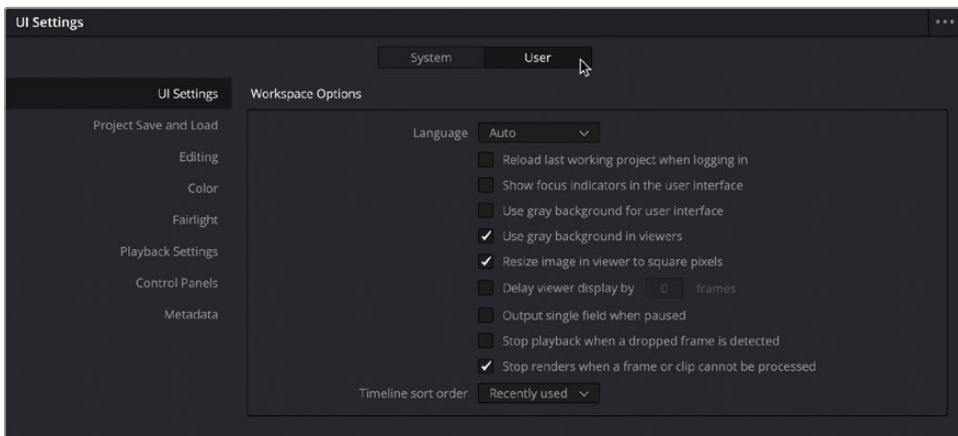 UI Settings
System User
UI Settings
Project Save and Load
Editing
Color
Fairlight
Playback Settings
Control Panels
Metadata
Workspace Options
Language Auto
Reload last working project when logging in
Show focus indicators in the user interface
Use gray background for user interface
Use gray background in viewers
Resize image in viewer to square pixels
Delay viewer display by 0 frames
Output single field when paused
Stop playback when a dropped frame is detected
Stop renders when a frame or clip cannot be processed
Timeline sort order Recently used